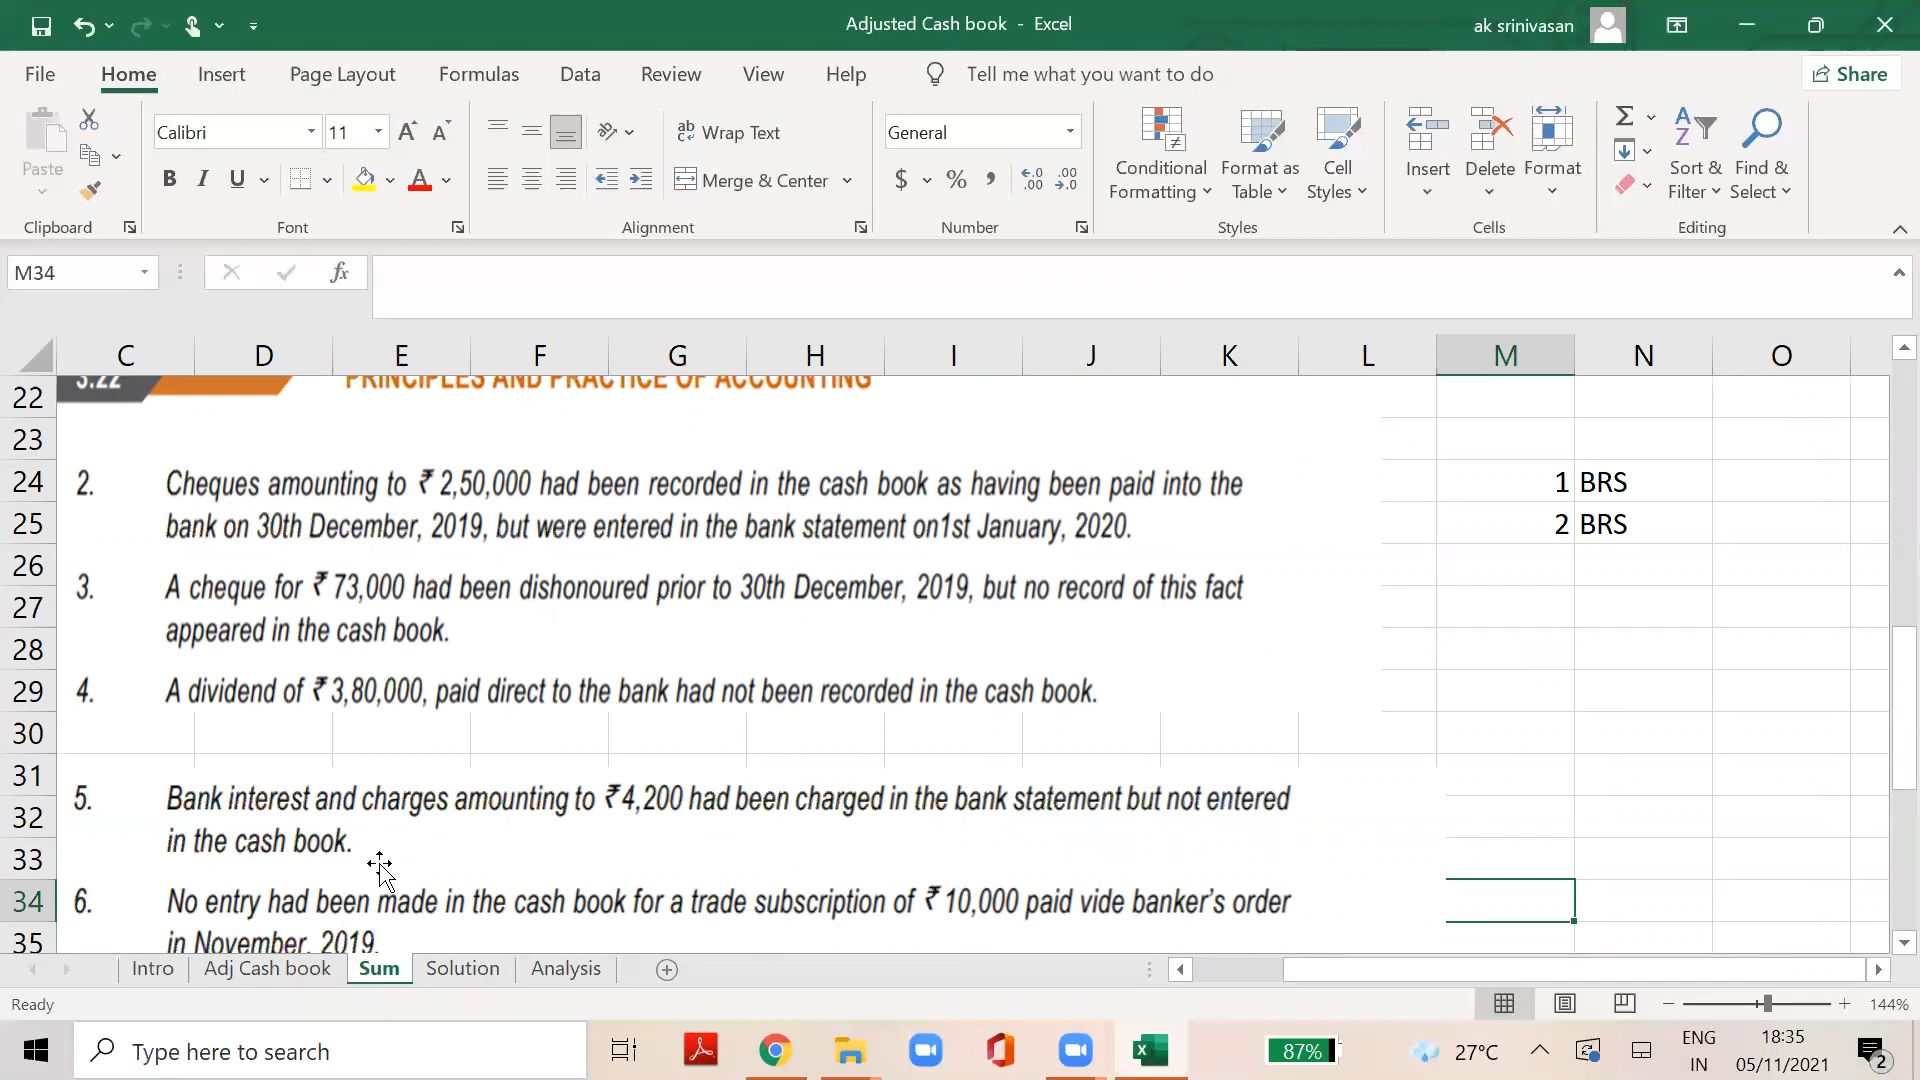 Adjusted Cash book - Excel
ak srinivasan
File Home Insert Page Layout Formulas Data Review View Help Tell me what you want to do Share
Paste
Calibri 11
Wrap Text
Merge & Center
General
Conditional Formatting
Format as Table
Cell Styles
Insert Delete Format
Sort & Filter
Find & Select
Clipboard Font Alignment Number Styles Cells Editing
M34 fx
C D E F G H I J K L M N O
22 3.22 PRINCIPLES AND PRACTICE OF ACCOUNTING
23
24 2. Cheques amounting to ₹ 2,50,000 had been recorded in the cash book as having been paid into the 1 BRS
25 bank on 30th December, 2019, but were entered in the bank statement on1st January, 2020. 2 BRS
26
27 3. A cheque for ₹ 73,000 had been dishonoured prior to 30th December, 2019, but no record of this fact
28 appeared in the cash book.
29 4. A dividend of ₹ 3,80,000, paid direct to the bank had not been recorded in the cash book.
30
31
32 5. Bank interest and charges amounting to ₹ 4,200 had been charged in the bank statement but not entered
33 in the cash book.
34 6. No entry had been made in the cash book for a trade subscription of ₹ 10,000 paid vide banker's order
35 in November, 2019.
Intro Adj Cash book Sum Solution Analysis
Ready 144%
Type here to search
87%
27°C
ENG
IN
18:35
05/11/2021
2